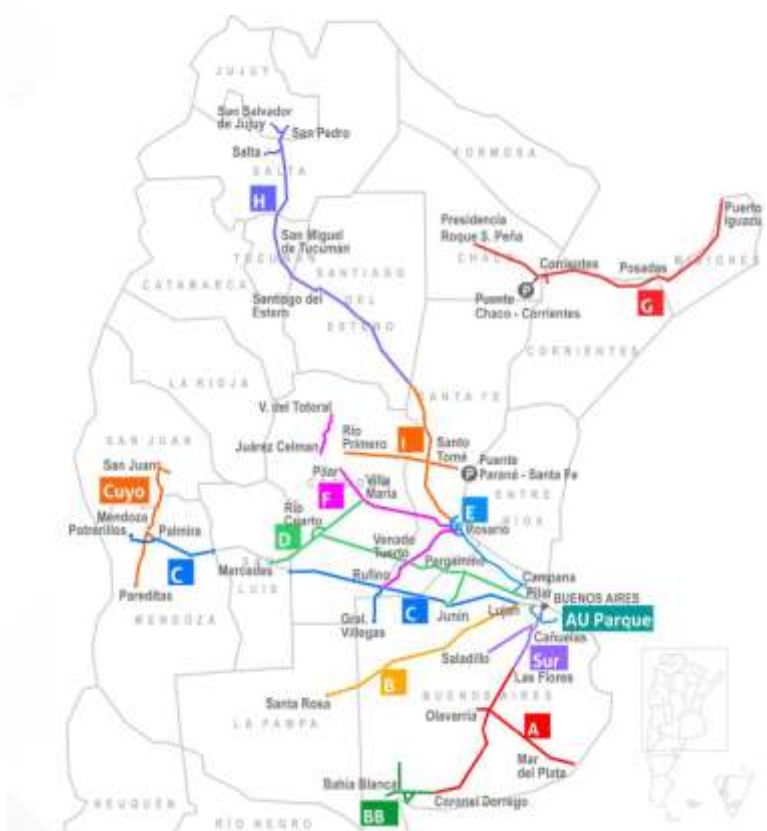 JUJUY
San Salvador
de Jujuy
San Pedro
Salta
SALTA
FORMOSA
H
Presidencia
Roque S. Peña
Puerto
Iguazú
San Miguel
de Tucumán
TUCUMÁN
CHAC
Corrientes
Posadas
MISIONES
CATAMARCA
SANTIAGO
DEL
ESTERO
Santiago del
Estero
P
Puente
Chaco - Corrientes
G
CORRIENTES
LA RIOJA
SANTA FE
V. del Totoral
SAN JUAN
Juárez Celman
Río
Primero
I
Santo
Tomé
San Juan
Pilar
Villa
María
P
Puente
Paraná - Santa Fe
Cuyo
F
ENTRE
RÍOS
Mendoza
Potrerillos
Palmira
Río
Cuarto
E
Rosario
D
Venado
Tuerto
C
Mercedes
SAN
LUIS
Rufino
Pergamino
Campana
Pilar
Pareditas
MENDOZA
BUENOS AIRES
Gral.
Villegas
C
Junín
Luján
AU Parque
Cañuelas
Saladillo
Sur
Las Flores
B
BUENOS AIRES
Santa Rosa
LA PAMPA
Olavarría
A
Mar
del Plata
Bahía Blanca
Coronel Dorrego
NEUQUÉN
BB
RÍO NEGRO